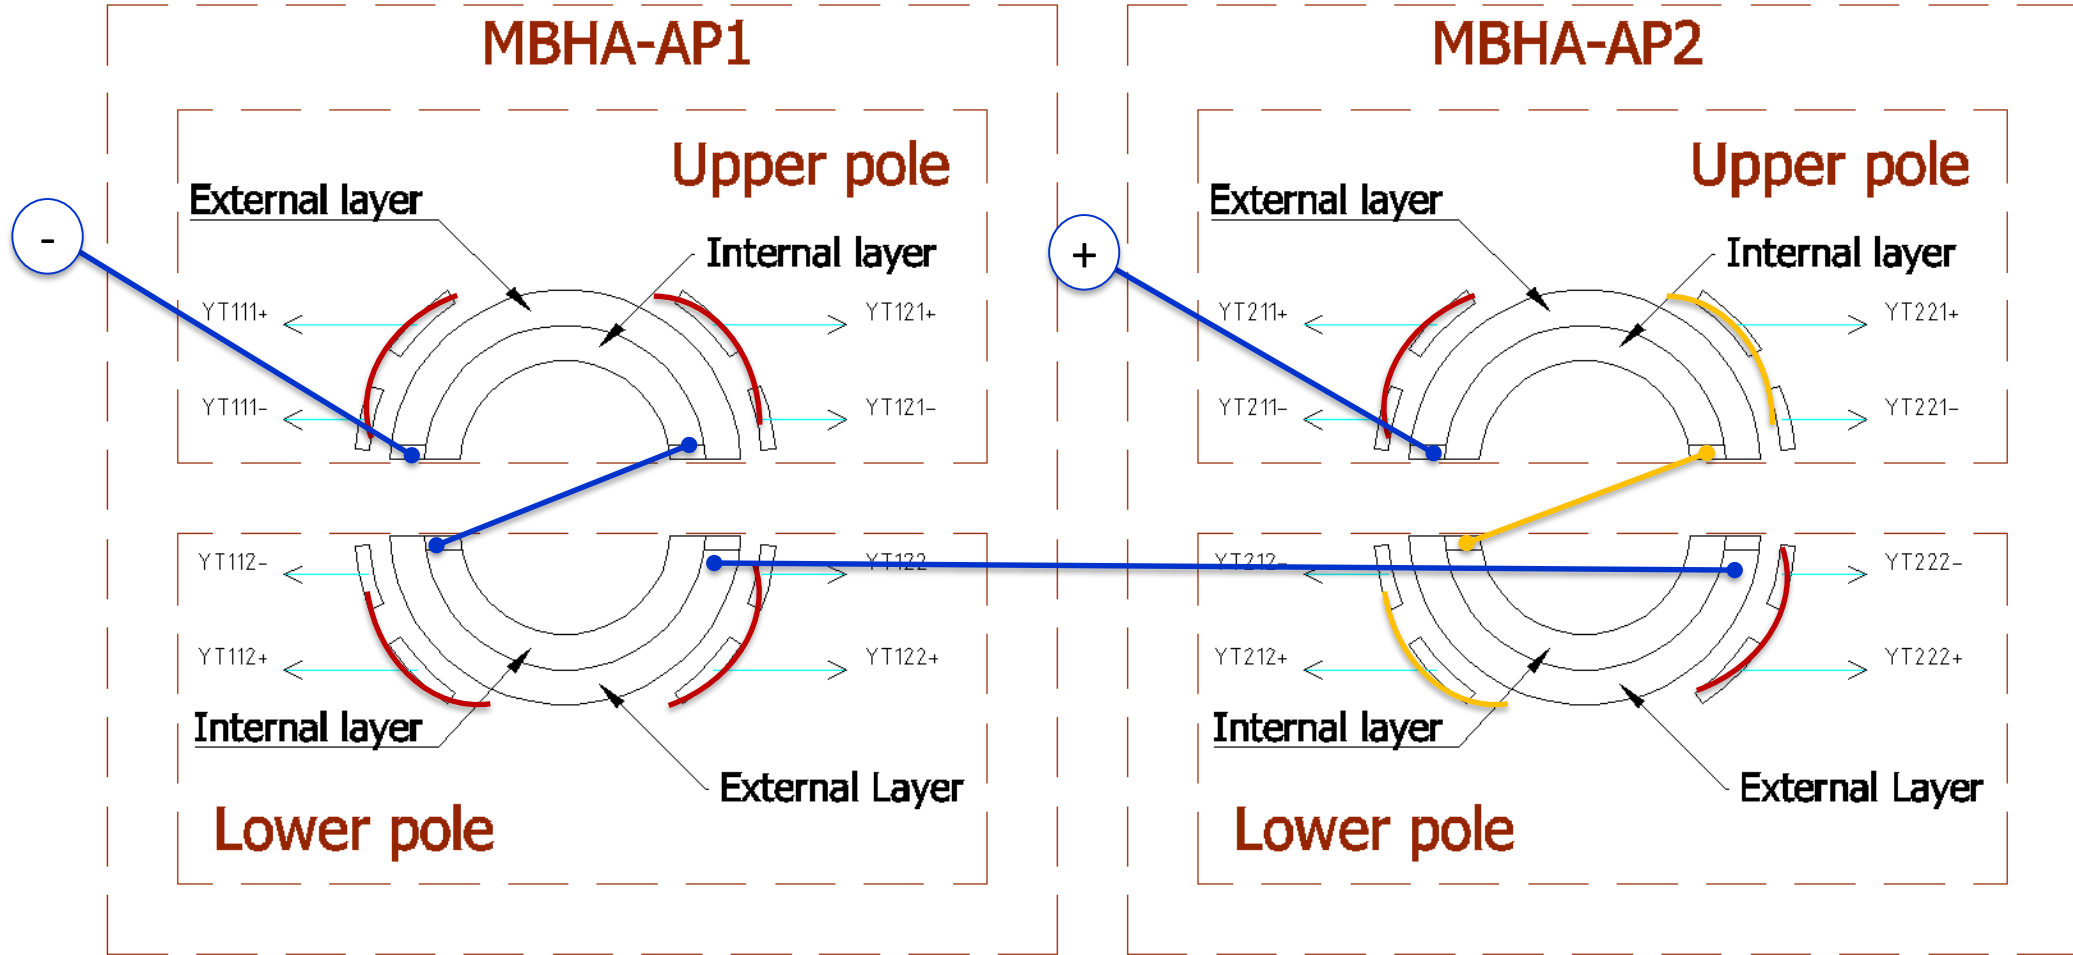 MBHA-AP1
Upper pole
External layer
Internal layer
-
YT111+
YT121+
YT111-
YT121-
YT112-
YT122
YT112+
YT122+
Internal layer
External Layer
Lower pole
MBHA-AP2
Upper pole
External layer
Internal layer
+
YT211+
YT221+
YT211-
YT221-
YT212-
YT222-
YT212+
YT222+
Internal layer
External Layer
Lower pole